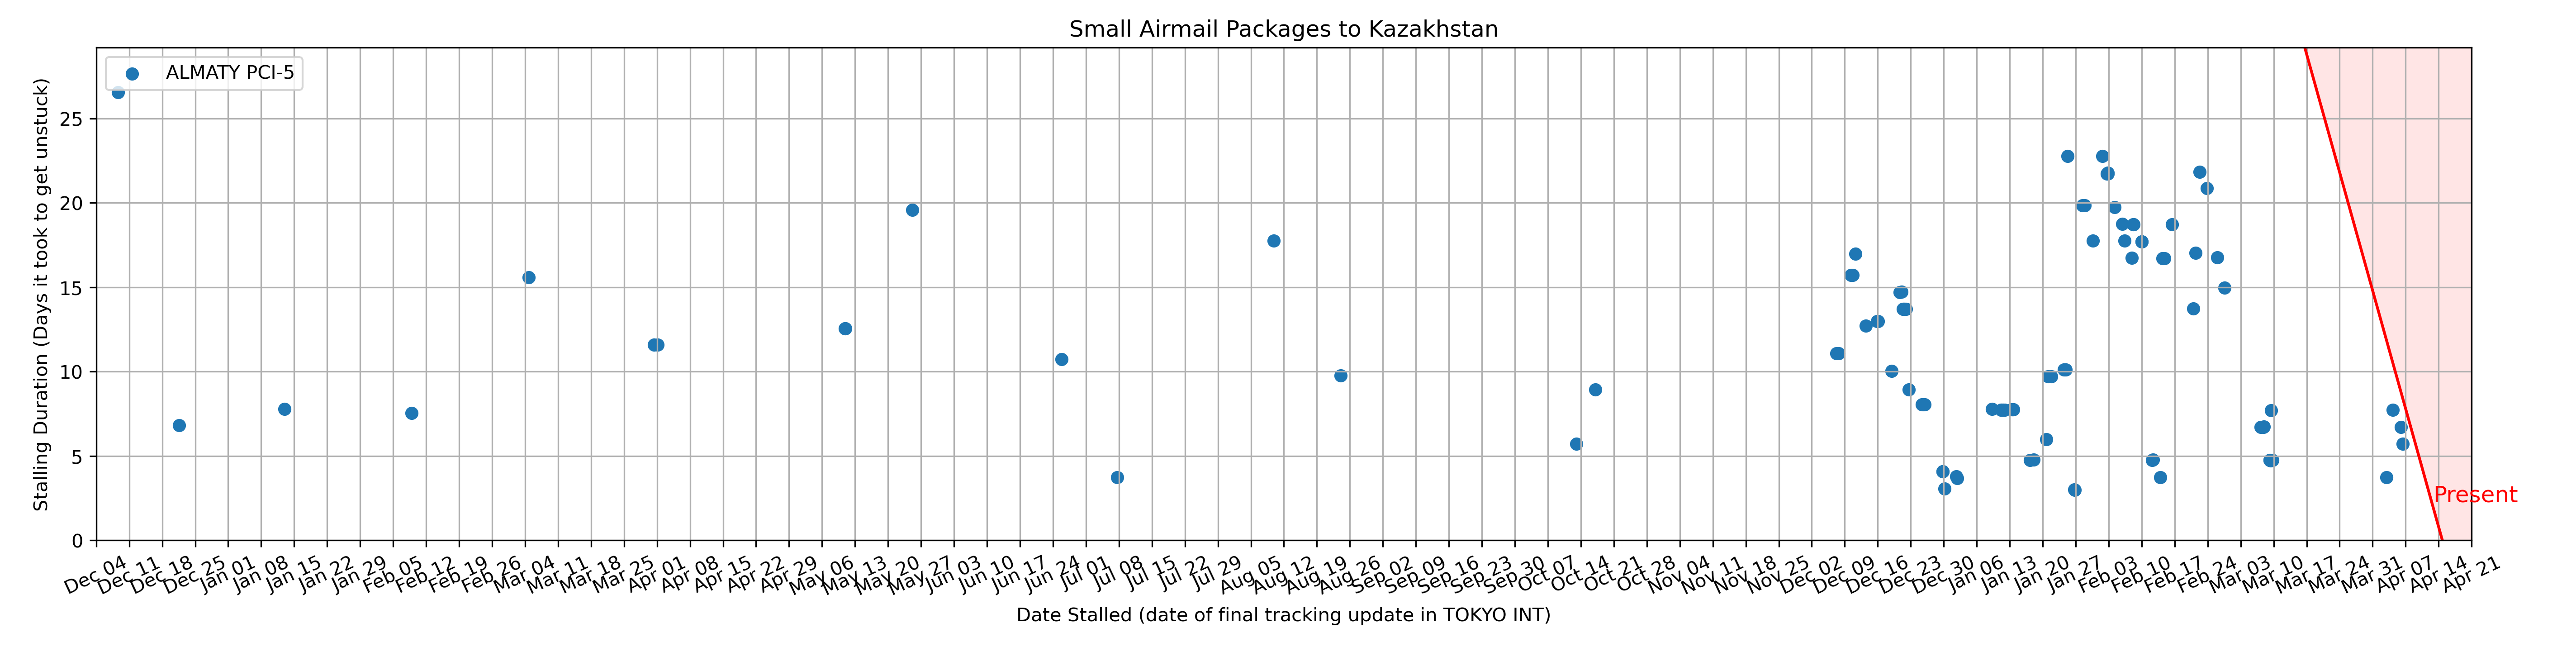 Small Airmail Packages to Kazakhstan
ALMATY PCI-5
Stalling Duration (Days it took to get unstuck)
25
20
15
10
5
0
Present
Dec 04 Dec 11 Dec 18 Dec 25 Jan 01 Jan 08 Jan 15 Jan 22 Jan 29 Feb 05 Feb 12 Feb 19 Feb 26 Mar 04 Mar 11 Mar 18 Mar 25 Apr 01 Apr 08 Apr 15 Apr 22 Apr 29 May 06 May 13 May 20 May 27 Jun 03 Jun 10 Jun 17 Jun 24 Jul 01 Jul 08 Jul 15 Jul 22 Jul 29 Aug 05 Aug 12 Aug 19 Aug 26 Sep 02 Sep 09 Sep 16 Sep 23 Sep 30 Oct 07 Oct 14 Oct 21 Oct 28 Nov 04 Nov 11 Nov 18 Nov 25 Dec 02 Dec 09 Dec 16 Dec 23 Dec 30 Jan 06 Jan 13 Jan 20 Jan 27 Feb 03 Feb 10 Feb 17 Feb 24 Mar 03 Mar 10 Mar 17 Mar 24 Mar 31 Apr 07 Apr 14 Apr 21
Date Stalled (date of final tracking update in TOKYO INT)